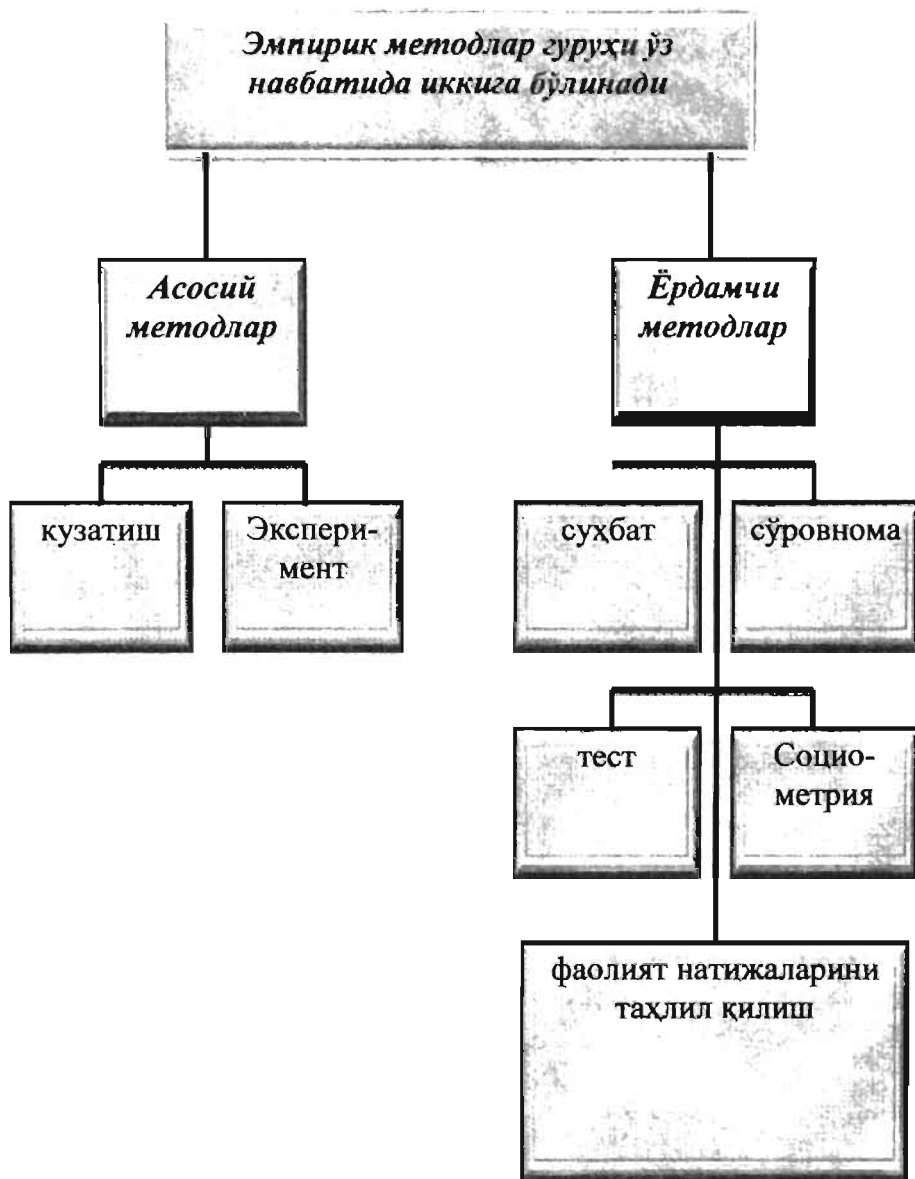 Эмпирик методлар гуруҳи ўз
навбатида иккига бўлинади
Асосий
методлар
Ёрдамчи
методлар
кузатиш
Экспери-
мент
суҳбат
сўровнома
тест
Социо-
метрия
фаолият натижаларини
таҳлил қилиш